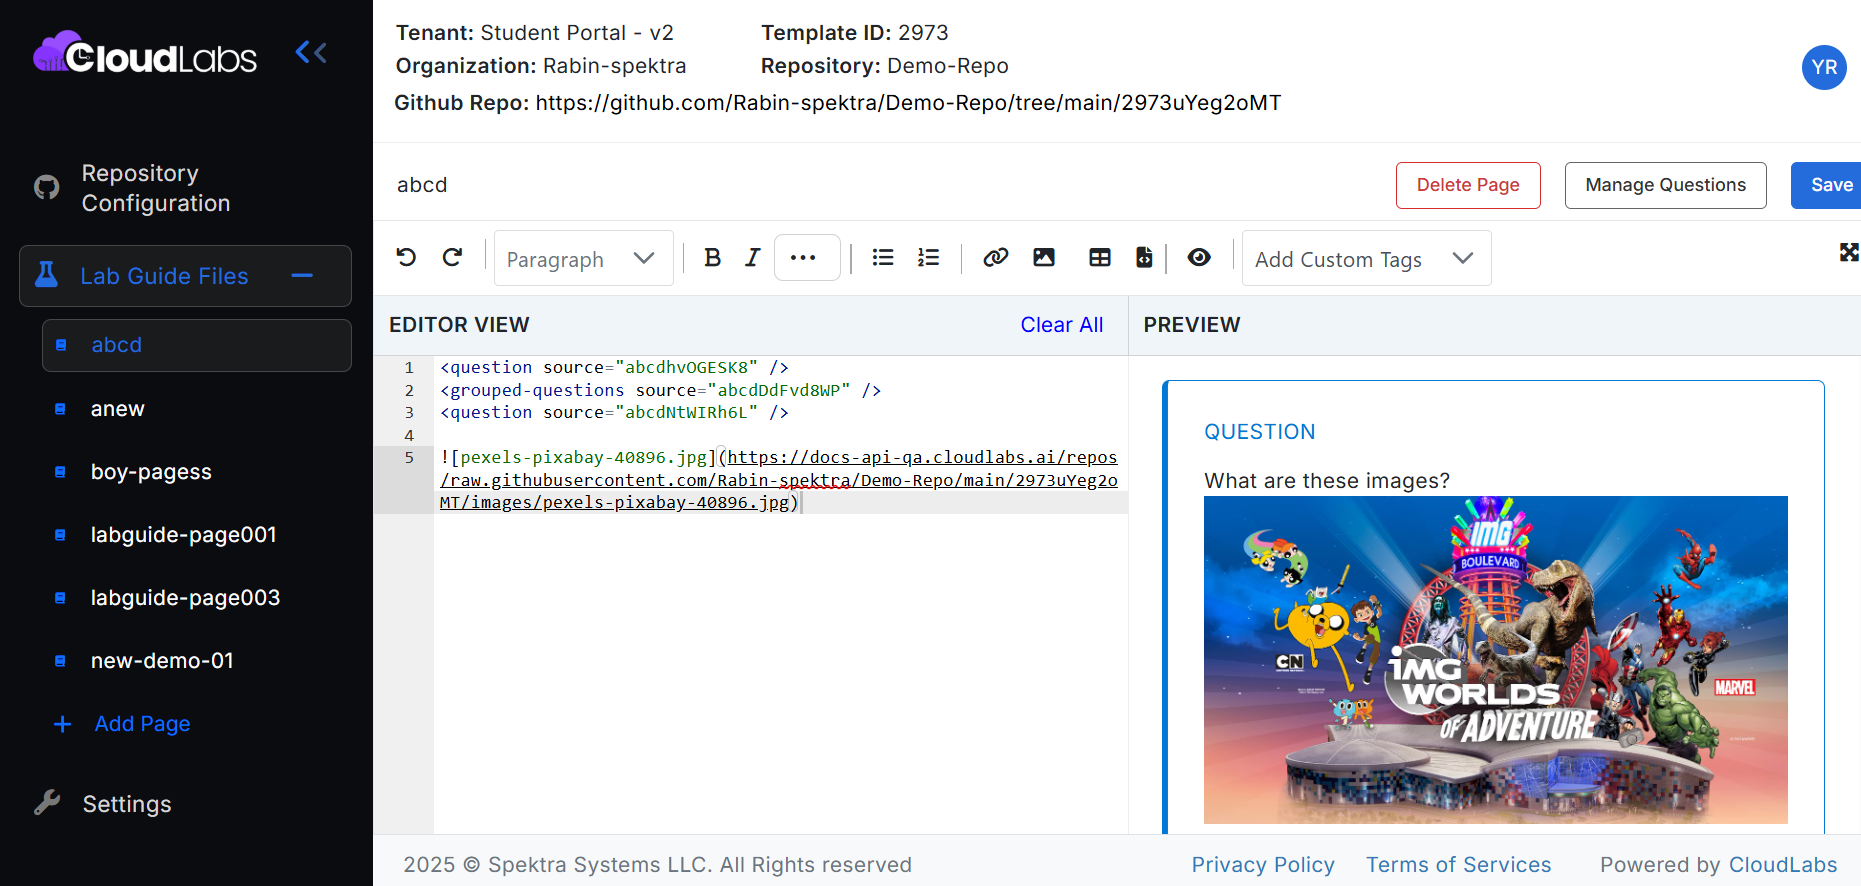 CloudLabs
Tenant: Student Portal - v2
Template ID: 2973
Organization: Rabin-spektra
Repository: Demo-Repo
Github Repo: https://github.com/Rabin-spektra/Demo-Repo/tree/main/2973uYeg2oMT
YR
Repository
Configuration
Lab Guide Files
abcd
anew
boy-pagess
labguide-page001
labguide-page003
new-demo-01
Add Page
Settings
abcd
Delete Page
Manage Questions
Save
Paragraph
B
I
Add Custom Tags
EDITOR VIEW
Clear All
PREVIEW
1 <question source="abcdhvOGESK8" />
2 <grouped-questions source="abcdDdFvd8WP" />
3 <question source="abcdNtWIRh6L" />
4
5 ![pexels-pixabay-40896.jpg](https://docs-api-qa.cloudlabs.ai/repos
/raw.githubusercontent.com/Rabin-spektra/Demo-Repo/main/2973uYeg2o
MT/images/pexels-pixabay-40896.jpg)
QUESTION
What are these images?
IMG
BOULEVARD
CN
IMG
WORLDS
OF ADVENTURE
MARVEL
2025 © Spektra Systems LLC. All Rights reserved
Privacy Policy
Terms of Services
Powered by CloudLabs